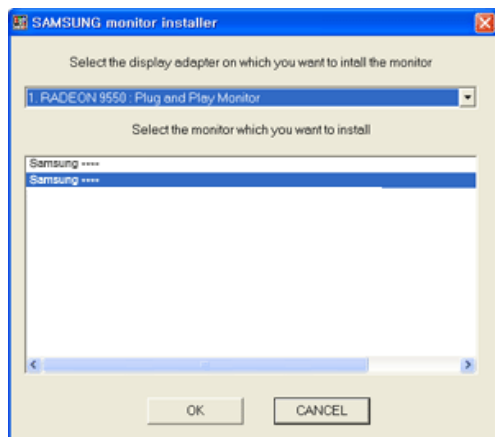 SAMSUNG monitor installer
Select the display adapter on which you want to intall the monitor
1. RADEON 9550 : Plug and Play Monitor
Select the monitor which you want to install
Samsung ----
Samsung ----
OK
CANCEL